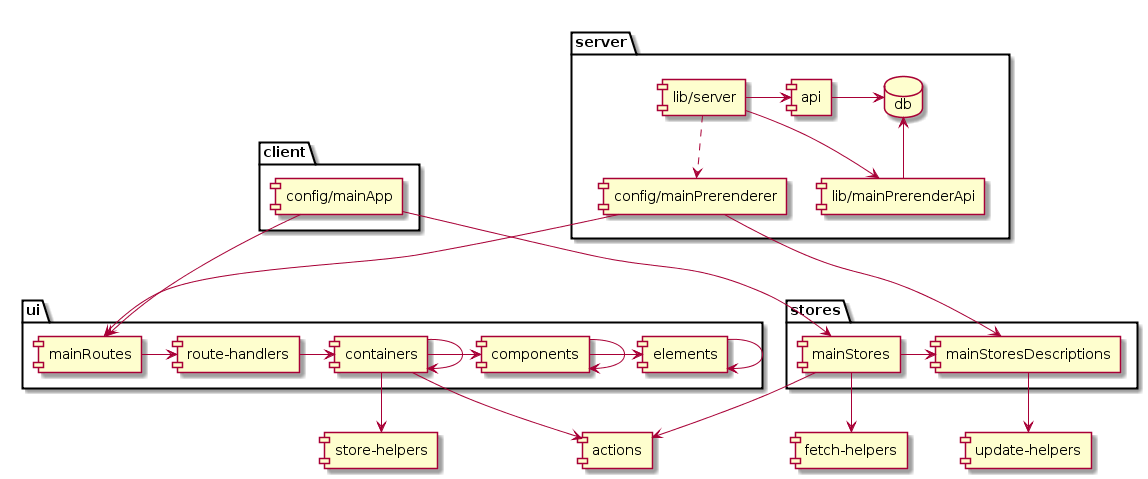 server
lib/server
api
db
client
config/mainApp
config/mainPrerenderer
lib/mainPrerenderApi
ui
stores
mainRoutes
route-handlers
containers
components
elements
mainStores
mainStoresDescriptions
store-helpers
actions
fetch-helpers
update-helpers